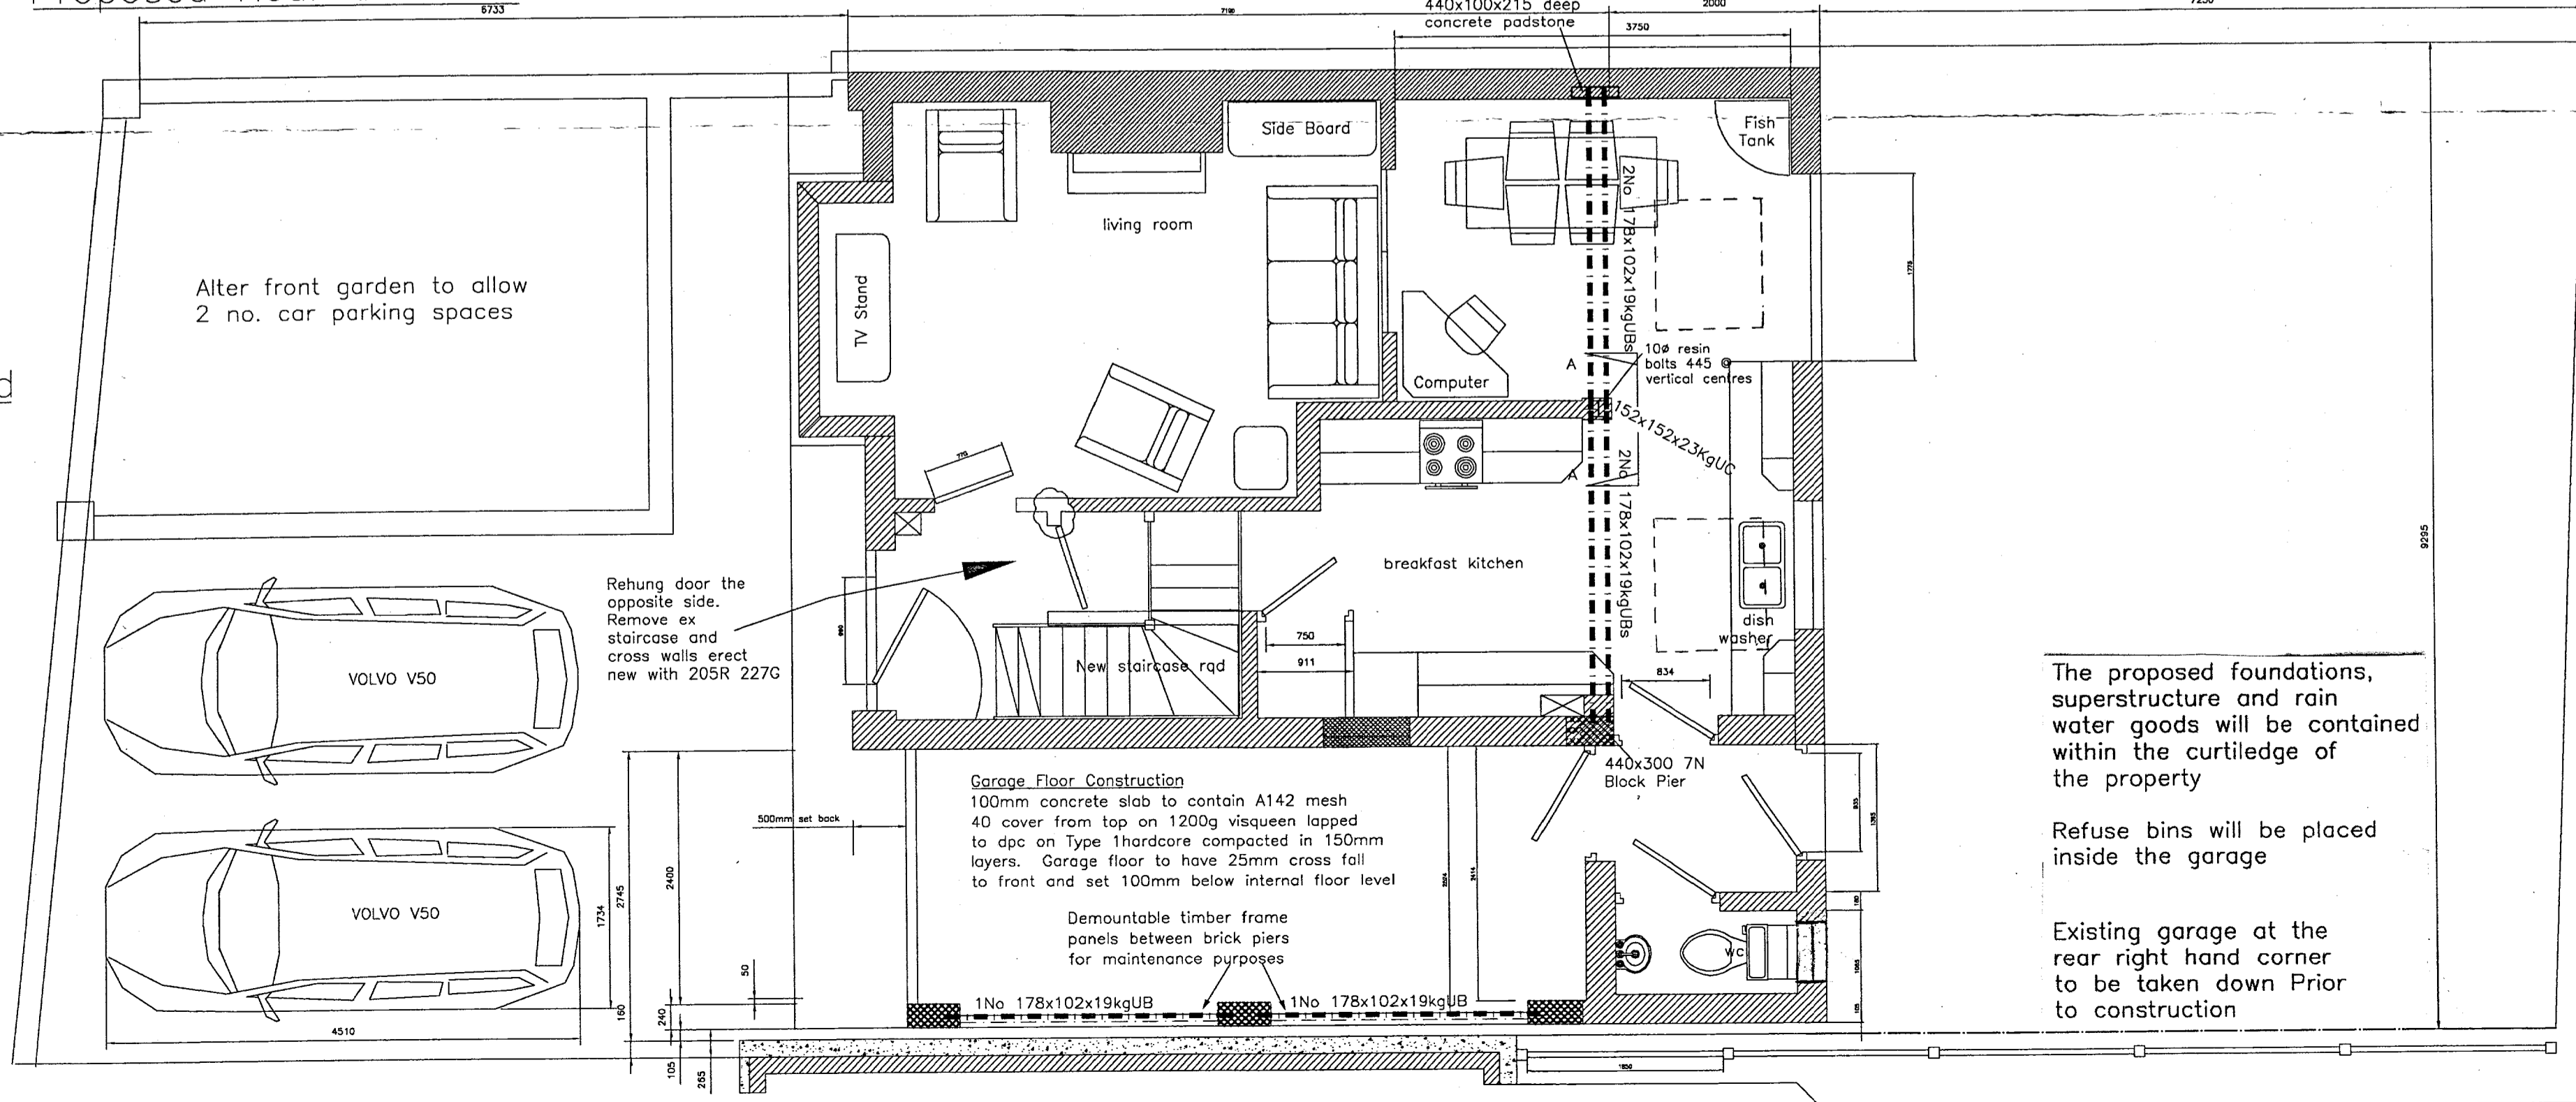 6733
7190
440x100x215 deep
concrete padstone
2000
3750
7250
Side Board
Fish
Tank
living room
TV Stand
Alter front garden to allow
2 no. car parking spaces
2No 178x102x19kgUBs
1775
10ø resin
bolts 445 @
vertical centres
A
Computer
152x152x23KgUC
A
2No 178x102x19kgUBs
770
9295
breakfast kitchen
Rehung door the
opposite side.
Remove ex
staircase and
cross walls erect
new with 205R 227G
dish
washer
750
911
834
New staircase rqd
VOLVO V50
The proposed foundations,
superstructure and rain
water goods will be contained
within the curtiledge of
the property
Refuse bins will be placed
inside the garage
Existing garage at the
rear right hand corner
to be taken down Prior
to construction
440x300 7N
Block Pier
Garage Floor Construction
100mm concrete slab to contain A142 mesh
40 cover from top on 1200g visqueen lapped
to dpc on Type 1hardcore compacted in 150mm
layers. Garage floor to have 25mm cross fall
to front and set 100mm below internal floor level
500mm set back
Demountable timber frame
panels between brick piers
for maintenance purposes
2400
2745
1734
VOLVO V50
WC
50
160
240
1No 178x102x19kgUB
1No 178x102x19kgUB
4510
105
265
1850